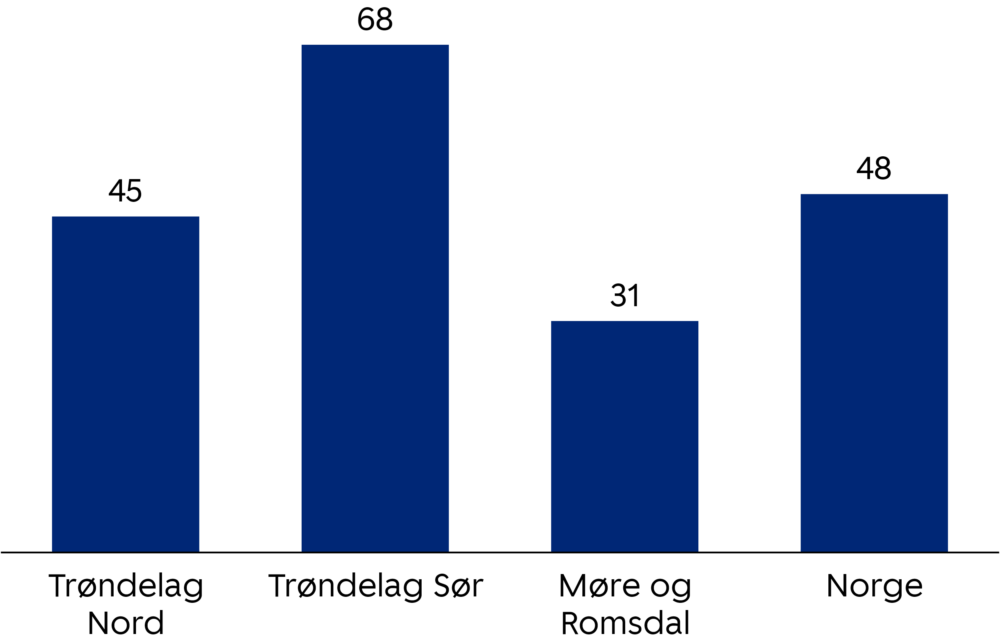 68
48
45
31
Trøndelag
Nord
Trøndelag Sør
Møre og
Romsdal
Norge